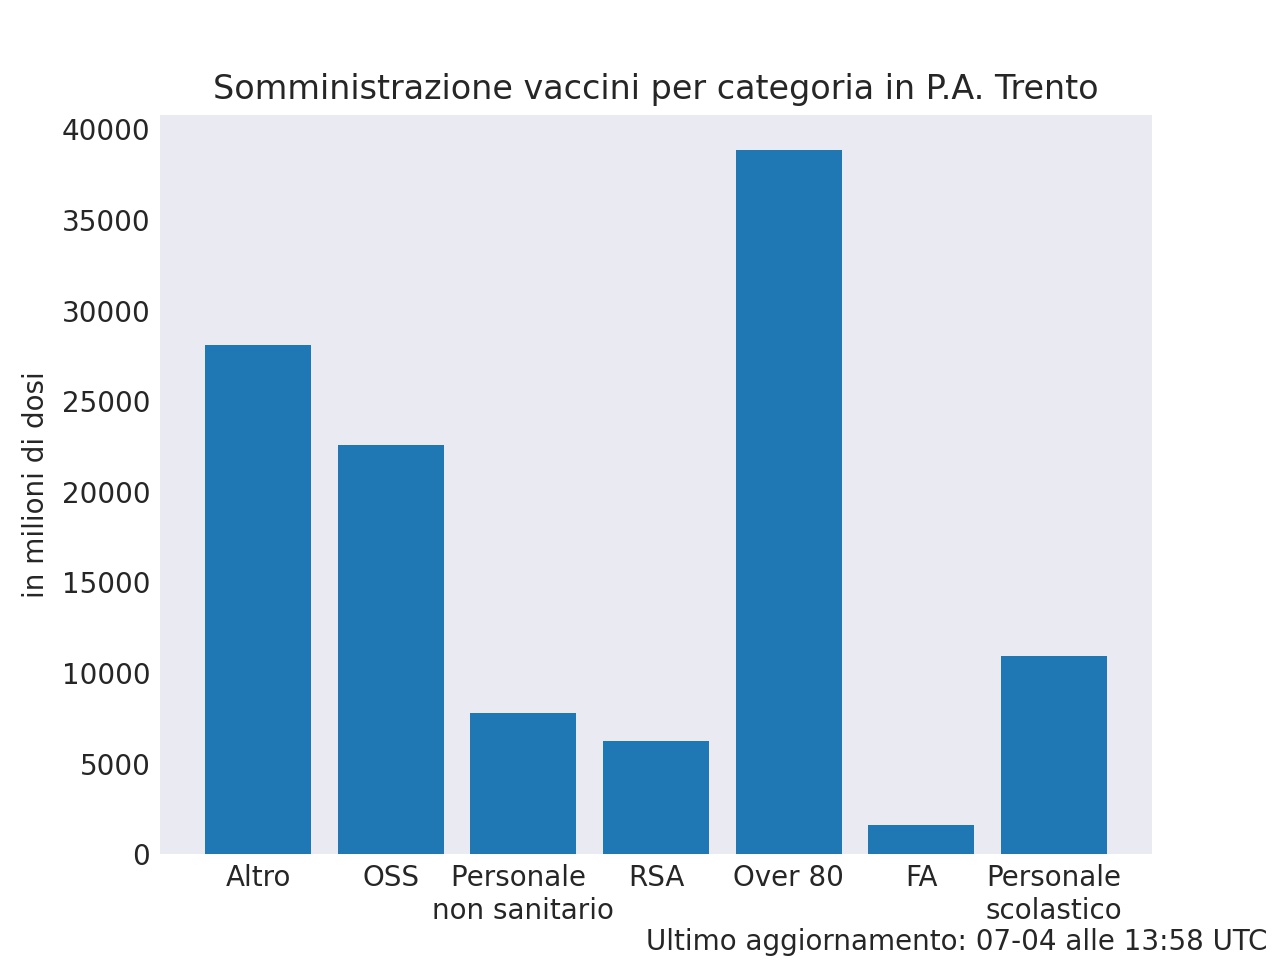 Somministrazione vaccini per categoria in P.A. Trento
40000
35000
30000
25000
20000
15000
10000
5000
0
in milioni di dosi
Altro
OSS
Personale
non sanitario
RSA
Over 80
FA
Personale
scolastico
Ultimo aggiornamento: 07-04 alle 13:58 UTC